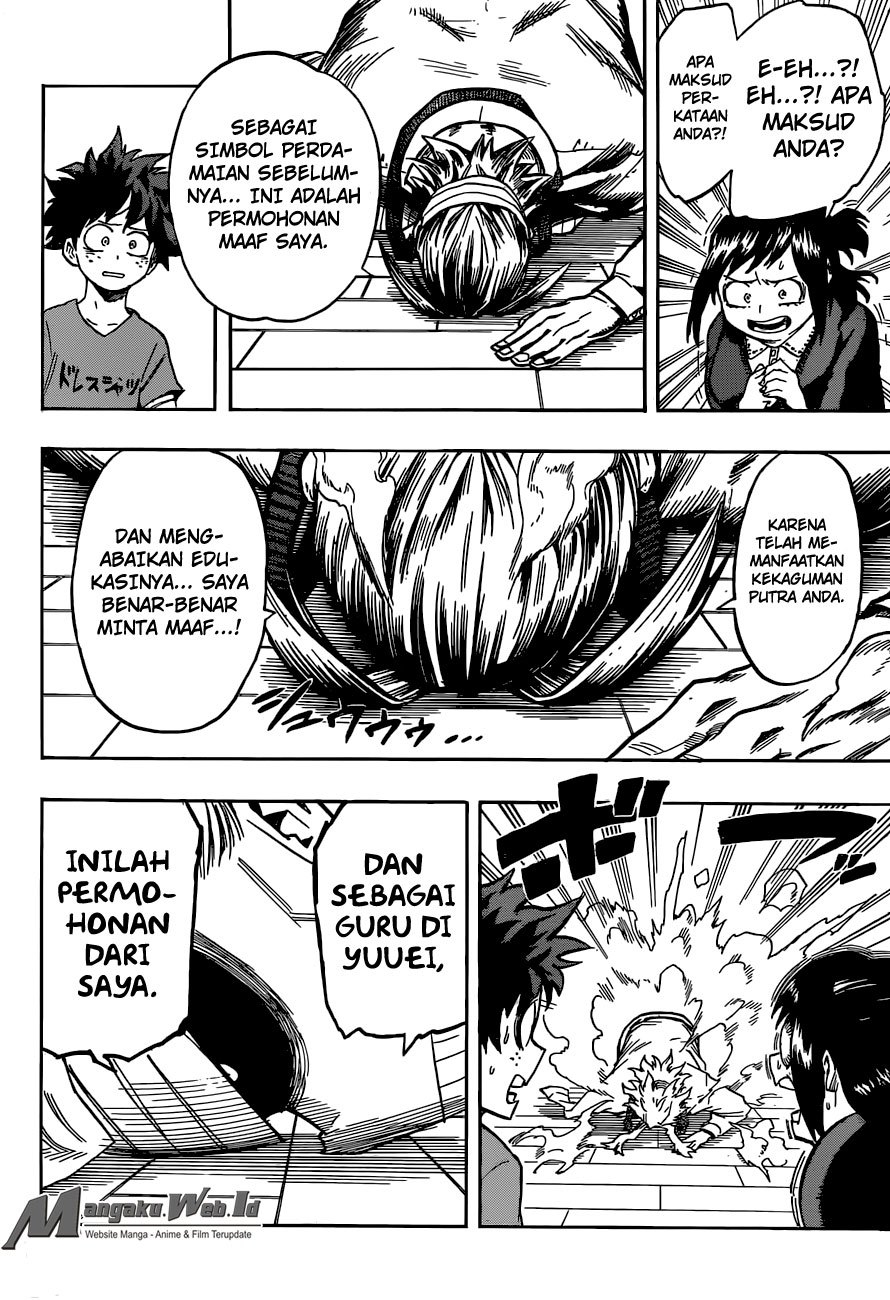 E-EH...?!
EH...?! APA
MAKSUD
ANDA?
APA
MAKSUD
PER-
KATAAN
ANDA?!
SEBAGAI
SIMBOL PERDA-
MAIAN SEBELUM-
NYA... INI ADALAH
PERMOHONAN
MAAF SAYA.
ドレスシャツ
KARENA
TELAH ME-
MANFAATKAN
KEKAGUMAN
PUTRA ANDA.
DAN MENG-
ABAIKAN EDU-
KASINYA... SAYA
BENAR-BENAR
MINTA MAAF...!
シュウゥゥ...
ボッ
DAN
SEBAGAI
GURU DI
YUUEI,
INILAH
PERMO-
HONAN
DARI
SAYA.
Mangaku.Web.Id
Website Manga - Anime & Film Terupdate